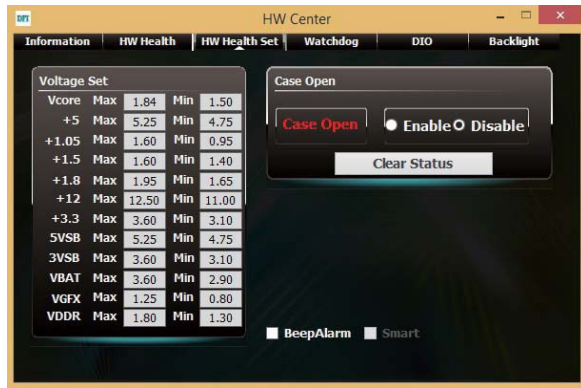 DFI
HW Center
Information HW Health HW Health Set Watchdog DIO Backlight
Voltage Set
Vcore Max 1.84 Min 1.50
+5 Max 5.25 Min 4.75
+1.05 Max 1.60 Min 0.95
+1.5 Max 1.60 Min 1.40
+1.8 Max 1.95 Min 1.65
+12 Max 12.50 Min 11.00
+3.3 Max 3.60 Min 3.10
5VSB Max 5.25 Min 4.75
3VSB Max 3.60 Min 3.10
VBAT Max 3.60 Min 2.90
VGFX Max 1.25 Min 0.80
VDDR Max 1.80 Min 1.30
Case Open
Case Open Enable Disable
Clear Status
BeepAlarm Smart